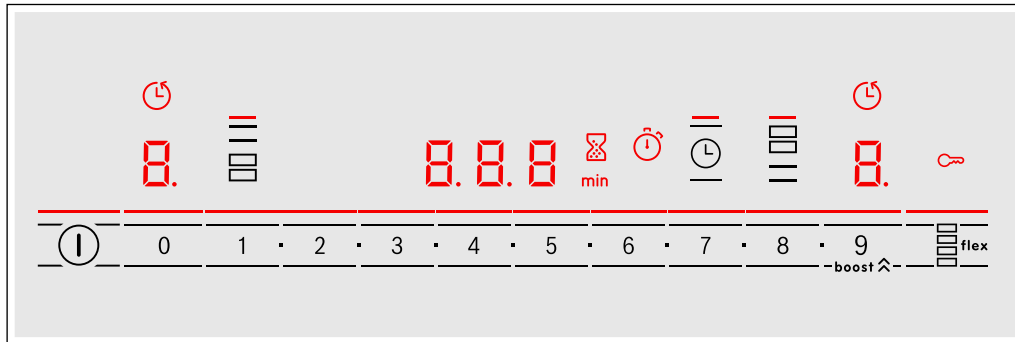 8. 8.8.8 8.
min
0 1 · 2 · 3 · 4 · 5 · 6 · 7 · 8 · 9 flex
boost